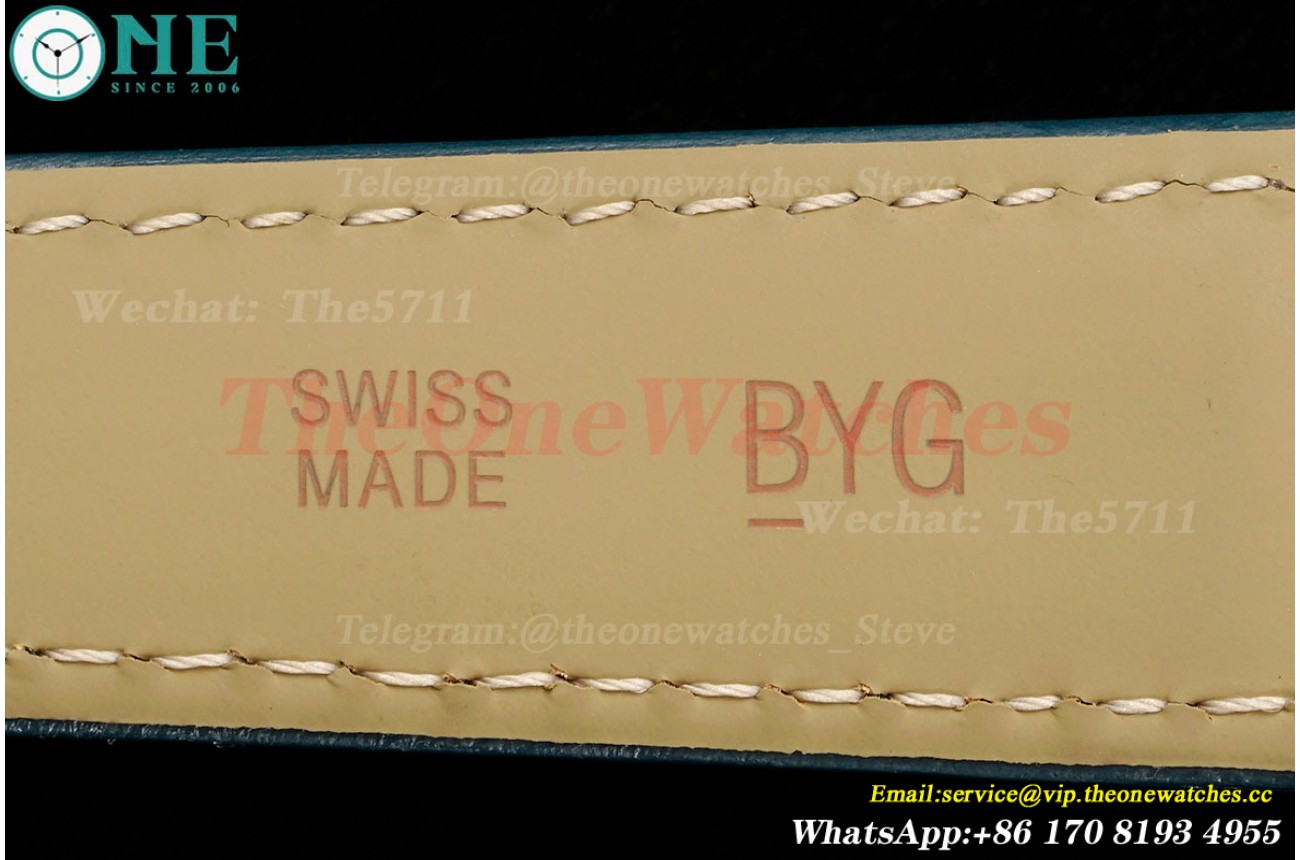 ONE
SINCE 2006
Telegram:@theonewatches_Steve
Wechat: The5711
SWISS
MADE
BYG
TheOneWatches
Wechat: The5711
Telegram:@theonewatches_Steve
Email:service@vip.theonewatches.cc
WhatsApp:+86 170 8193 4955